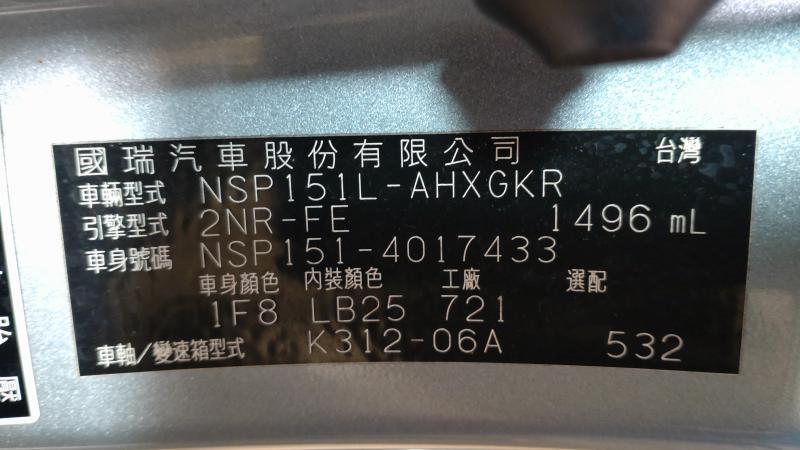 國瑞汽車股份有限公司 台灣
車輛型式 NSP151L-AHXGKR
引擎型式 2NR-FE 1496 mL
車身號碼 NSP151-4017433
車身顏色 內裝顏色 工廠 選配
1F8 LB25 721
車軸/變速箱型式 K312-06A 532
胎壓